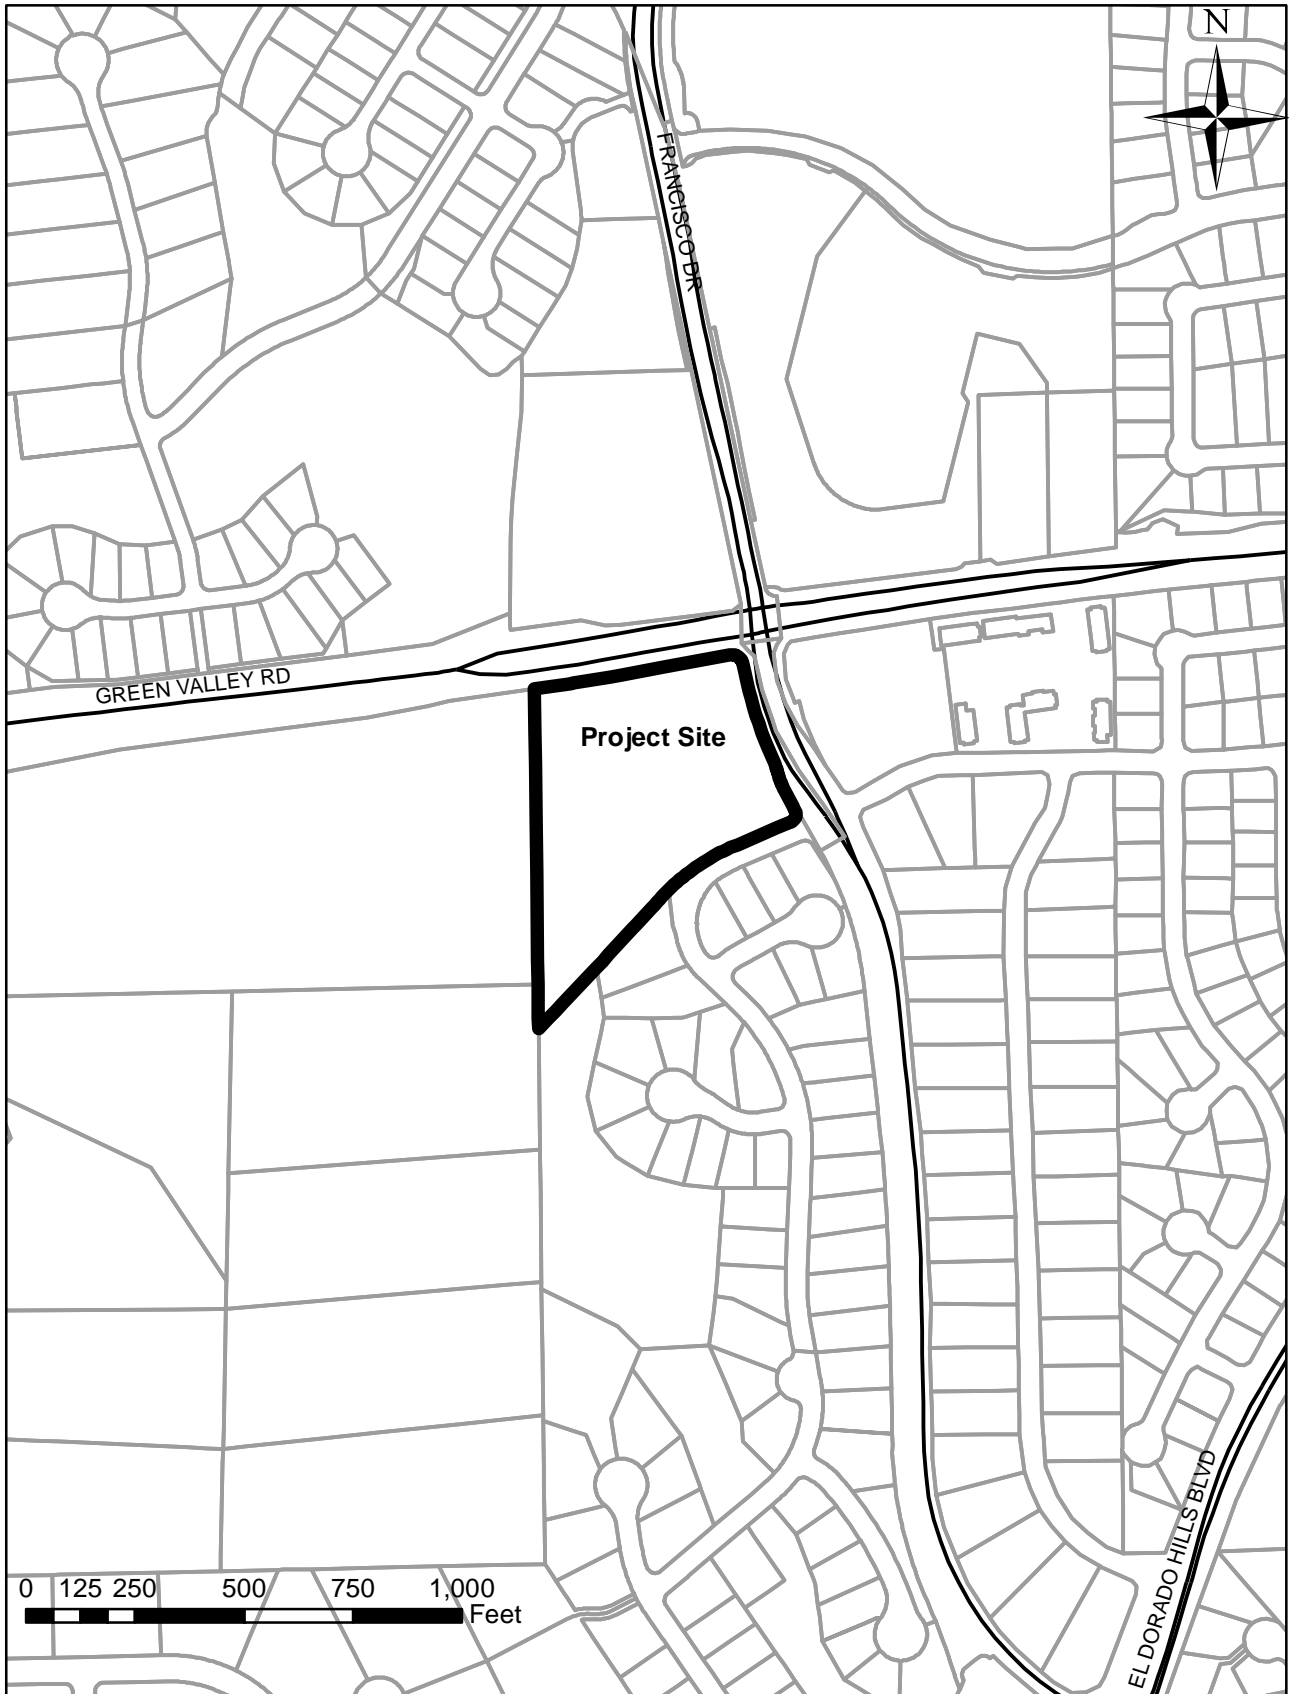 N
FRANCISCO DR
GREEN VALLEY RD
Project Site
EL DORADO HILLS BLVD
0 125 250 500 750 1,000
Feet